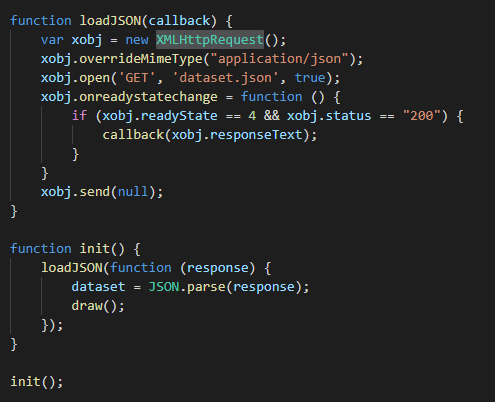 function loadJSON(callback) {
    var xobj = new XMLHttpRequest();
    xobj.overrideMimeType("application/json");
    xobj.open('GET', 'dataset.json', true);
    xobj.onreadystatechange = function () {
        if (xobj.readyState == 4 && xobj.status == "200") {
            callback(xobj.responseText);
        }
    }
    xobj.send(null);
}

function init() {
    loadJSON(function (response) {
        dataset = JSON.parse(response);
        draw();
    });
}

init();